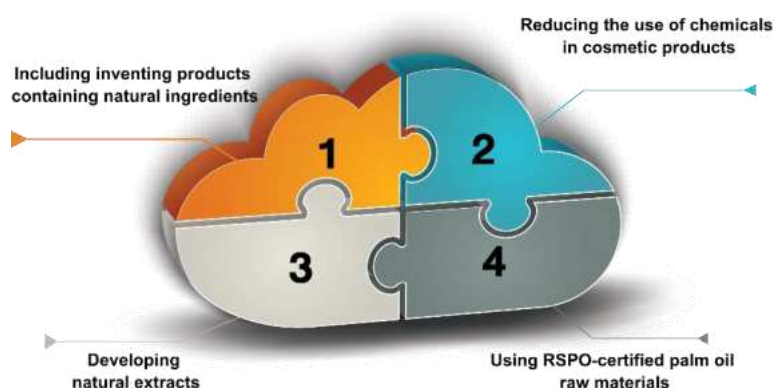 Reducing the use of chemicals
in cosmetic products
Including inventing products
containing natural ingredients
1
2
3
4
Developing
natural extracts
Using RSPO-certified palm oil
raw materials